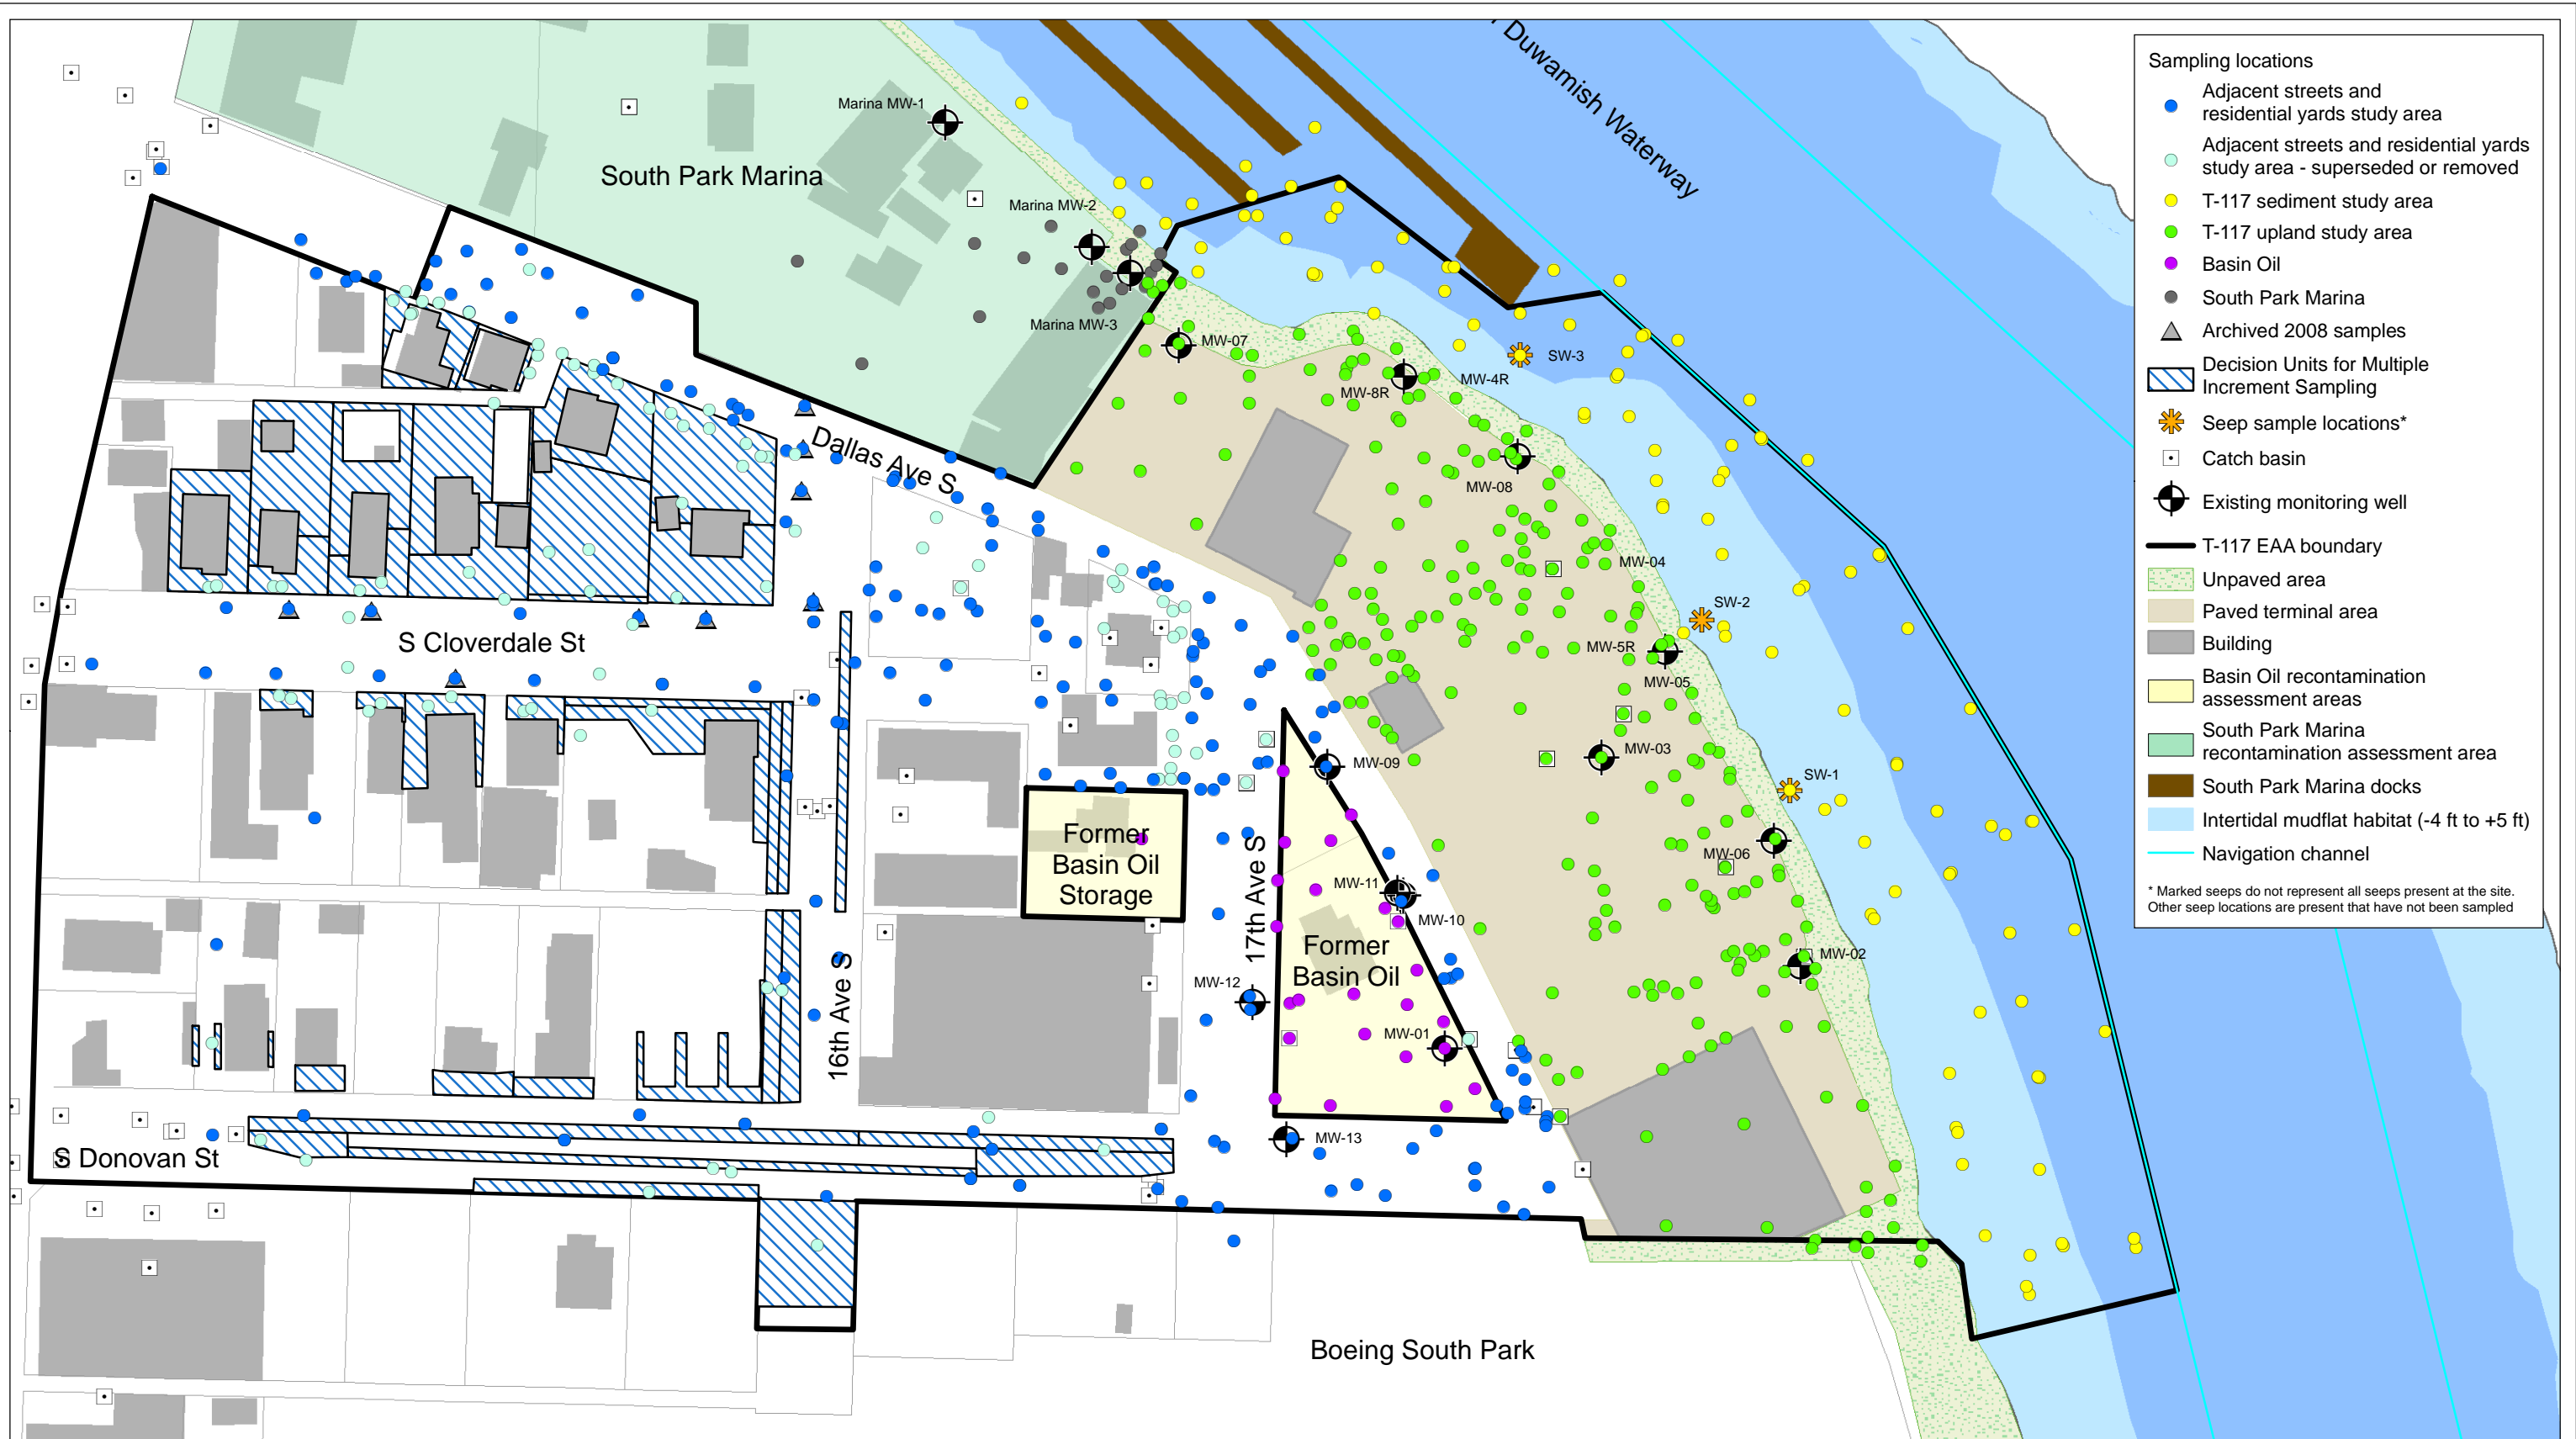 Duwamish Waterway
Marina MW-1
South Park Marina
Marina MW-2
Marina MW-3
MW-07
SW-3
MW-4R
MW-8R
Dallas Ave S
MW-08
MW-04
SW-2
S Cloverdale St
MW-5R
MW-05
MW-03
MW-09
SW-1
Former
Basin Oil
Storage
17th Ave S
MW-06
MW-11
MW-10
Former
Basin Oil
MW-02
16th Ave S
MW-12
MW-01
MW-13
S Donovan St
Boeing South Park
Sampling locations
Adjacent streets and
residential yards study area
Adjacent streets and residential yards
study area - superseded or removed
T-117 sediment study area
T-117 upland study area
Basin Oil
South Park Marina
Archived 2008 samples
Decision Units for Multiple
Increment Sampling
Seep sample locations*
Catch basin
Existing monitoring well
T-117 EAA boundary
Unpaved area
Paved terminal area
Building
Basin Oil recontamination
assessment areas
South Park Marina
recontamination assessment area
South Park Marina docks
Intertidal mudflat habitat (-4 ft to +5 ft)
Navigation channel
* Marked seeps do not represent all seeps present at the site.
Other seep locations are present that have not been sampled